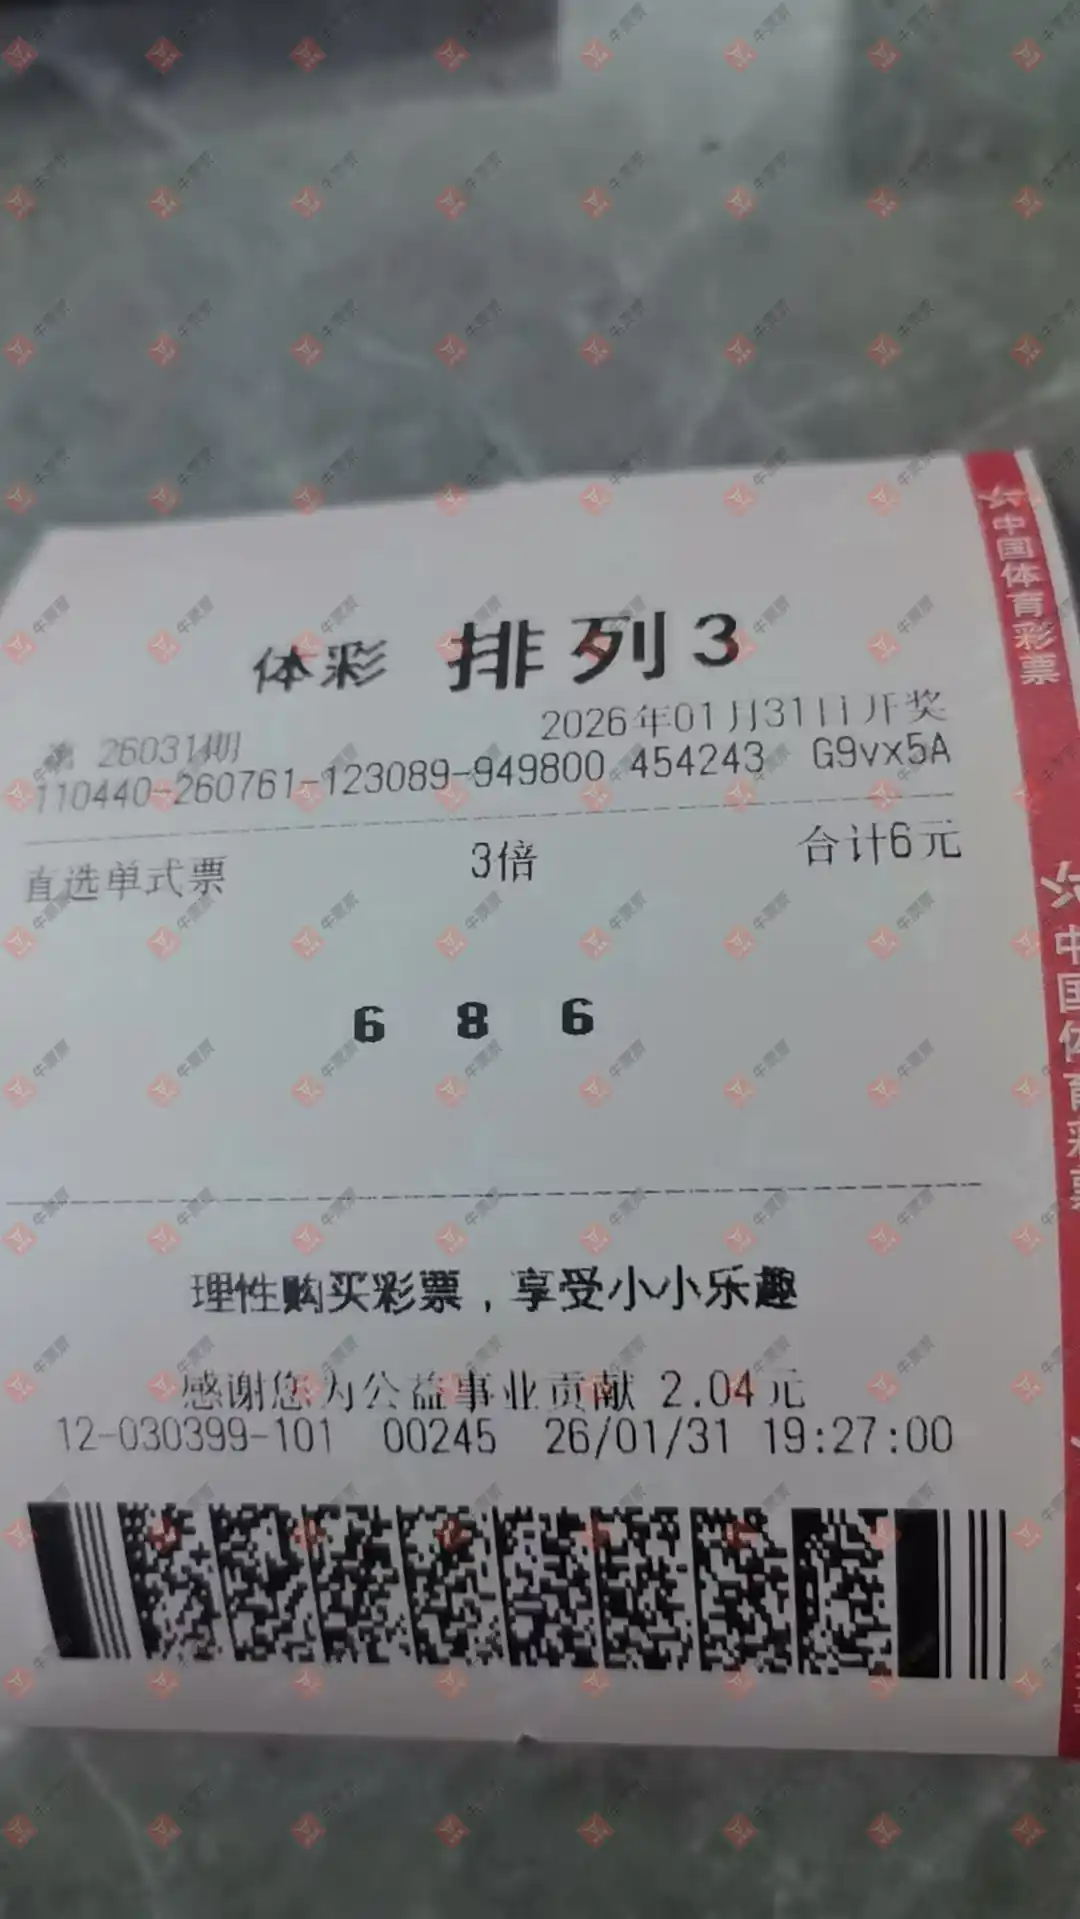 体彩 排列3
第 26031期 2026年01月31日开奖
110440-260761-123089-949800 454243 G9vx5A
直选单式票 3倍 合计6元
6 8 6
理性购买彩票，享受小小乐趣
感谢您为公益事业贡献 2.04元
12-030399-101 00245 26/01/31 19:27:00
中国体育彩票
中国体育彩票
牛票票